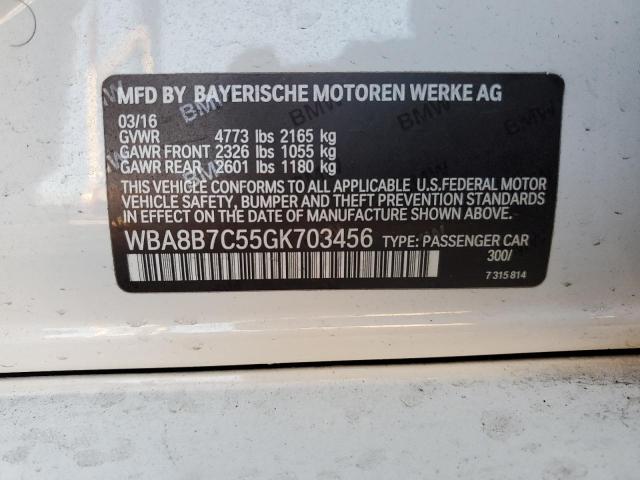 MFD BY BAYERISCHE MOTOREN WERKE AG
03/16
GVWR 4773 lbs 2165 kg
GAWR FRONT 2326 lbs 1055 kg
GAWR REAR 2601 lbs 1180 kg
THIS VEHICLE CONFORMS TO ALL APPLICABLE U.S.FEDERAL MOTOR
VEHICLE SAFETY, BUMPER AND THEFT PREVENTION STANDARDS
IN EFFECT ON THE DATE OF MANUFACTURE SHOWN ABOVE.
WBA8B7C55GK703456 TYPE: PASSENGER CAR
300/
7 315 814